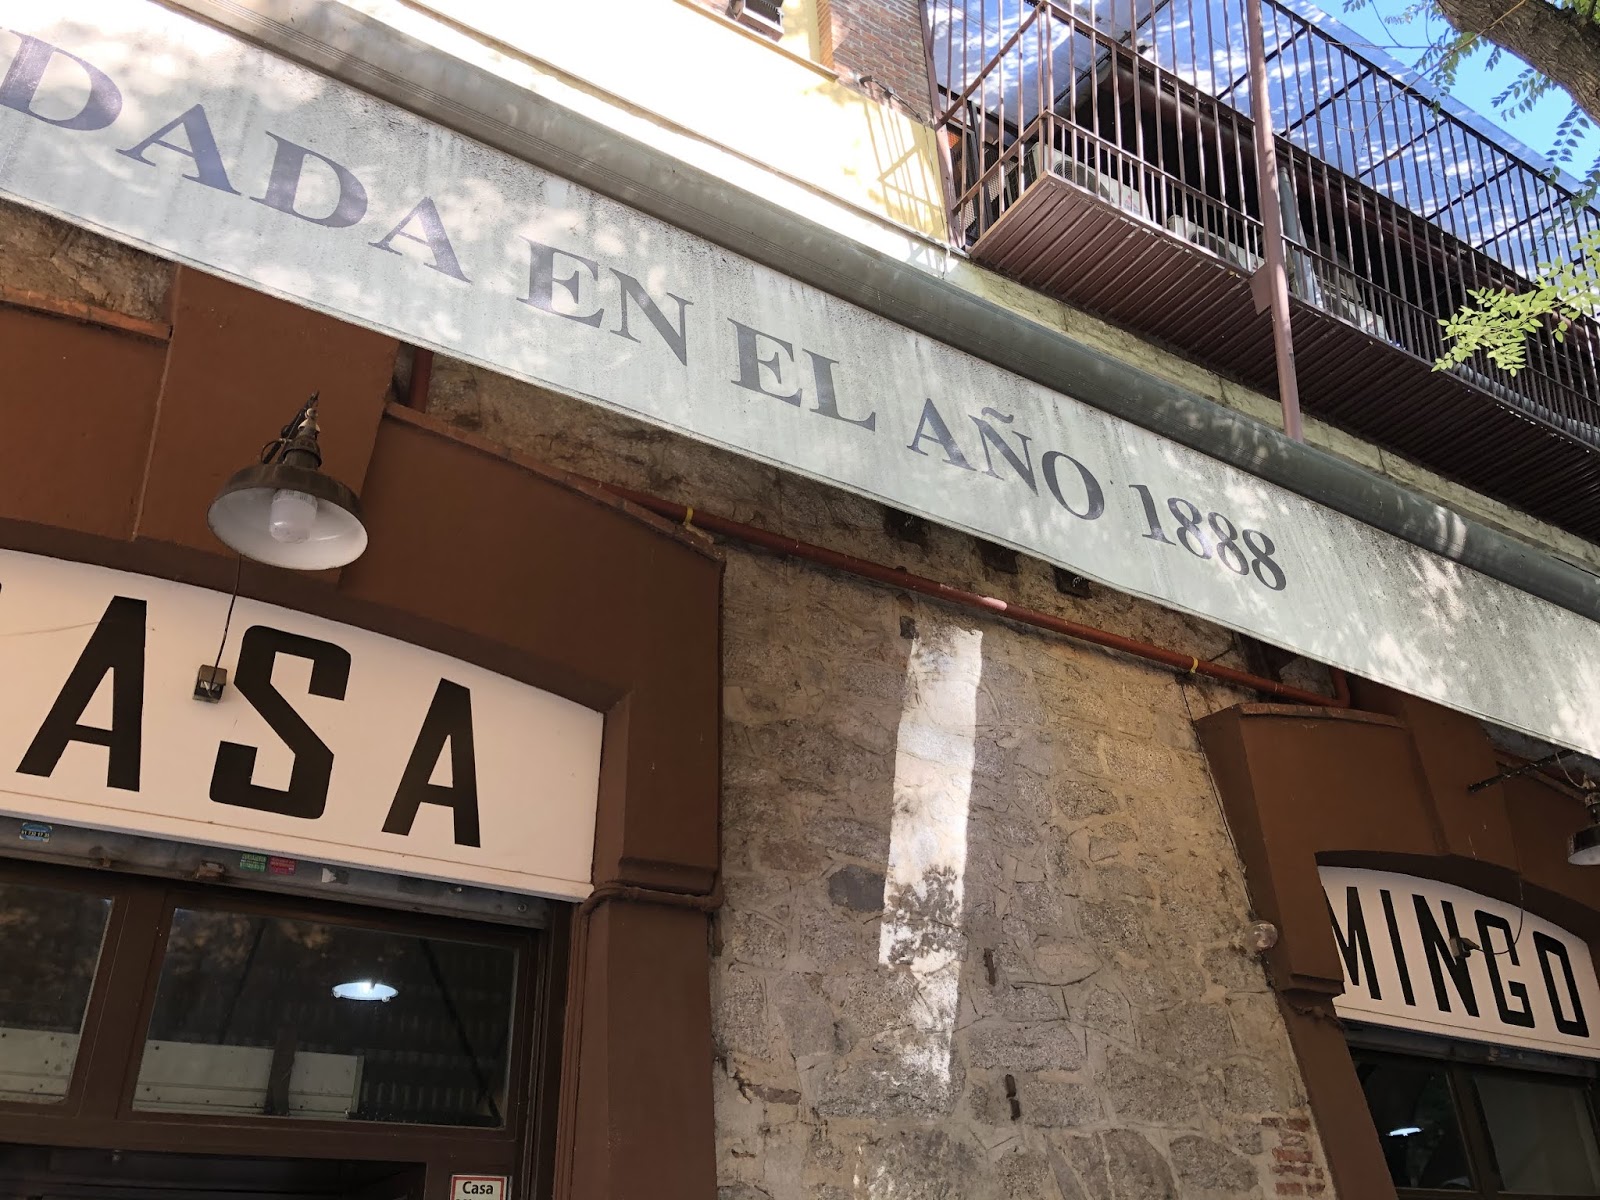 DADA EN EL AÑO 1888
ASA
MINGO
Casa